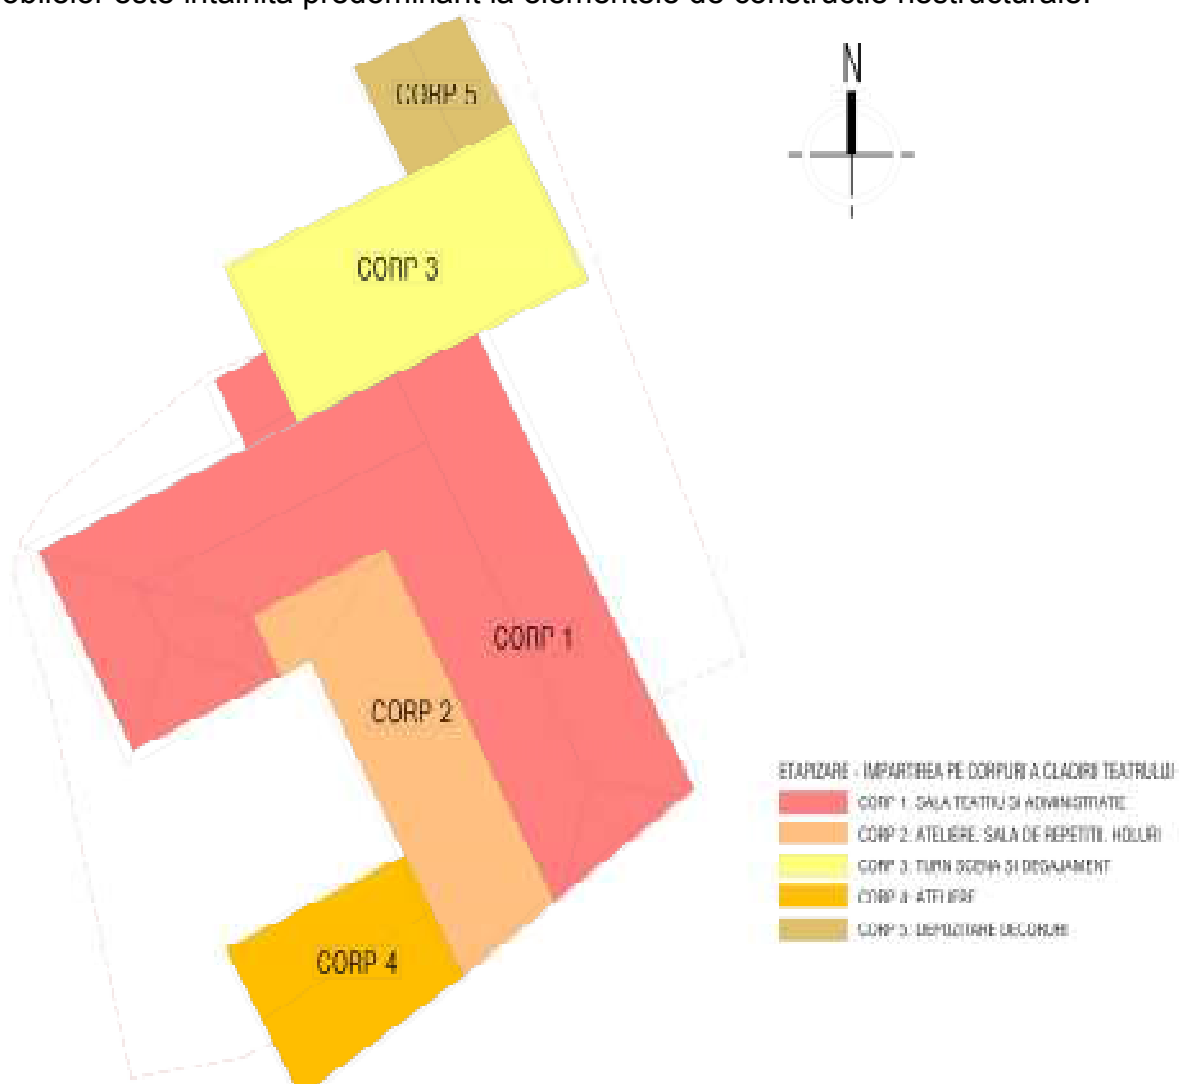 este întâlnită predominant la elementele de construcție nestructurale.
N
CORP 5
CORP 3
CORP 1
CORP 2
CORP 4
ETAPIZARE - IMPARTIREA PE CORPURI A CLADIRII TEATRULUI
CORP 1: SALA TEATRU SI ADMINISTRATIE
CORP 2: ATELIERE, SALA DE REPETITII, HOLURI
CORP 3: TURN SCENA SI DEGAJAMENT
CORP 4: ATELIERE
CORP 5: DEPOZITARE DECORURI